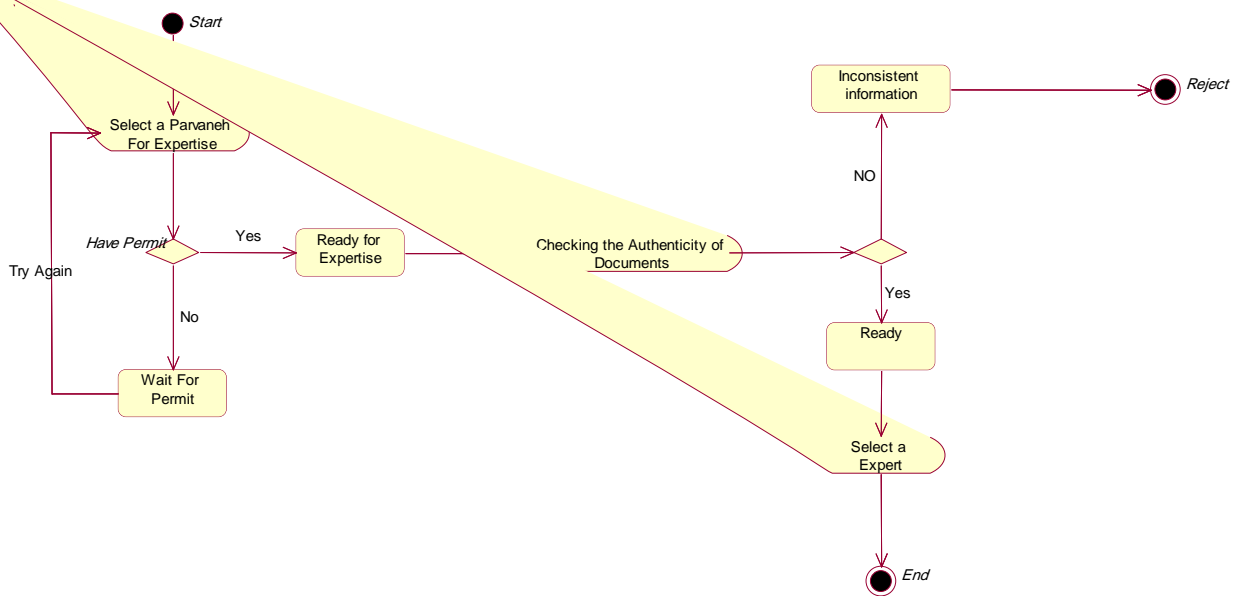 Start
Select a Parvaneh
For Expertise
Have Permit
Yes
Ready for
Expertise
Try Again
No
Wait For
Permit
Checking the Authenticity of
Documents
NO
Inconsistent
information
Reject
Yes
Ready
Select a
Expert
End